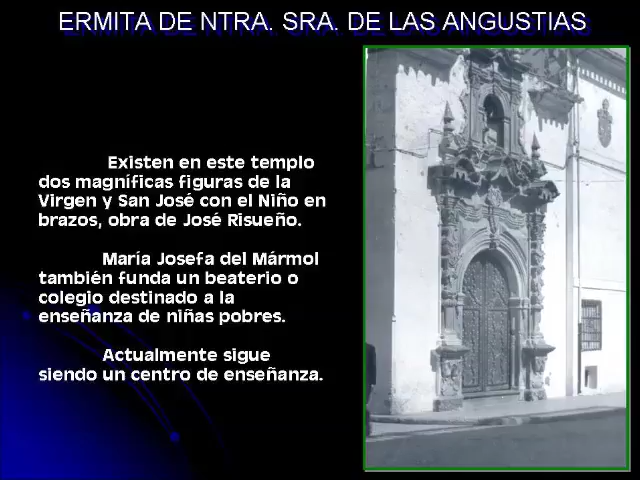 ERMITA DE NTRA. SRA. DE LAS ANGUSTIAS
Existen en este templo
dos magníficas figuras de la
Virgen y San José con el Niño en
brazos, obra de José Risueño.
María Josefa del Mármol
también funda un beaterio o
colegio destinado a la
enseñanza de niñas pobres.
Actualmente sigue
siendo un centro de enseñanza.